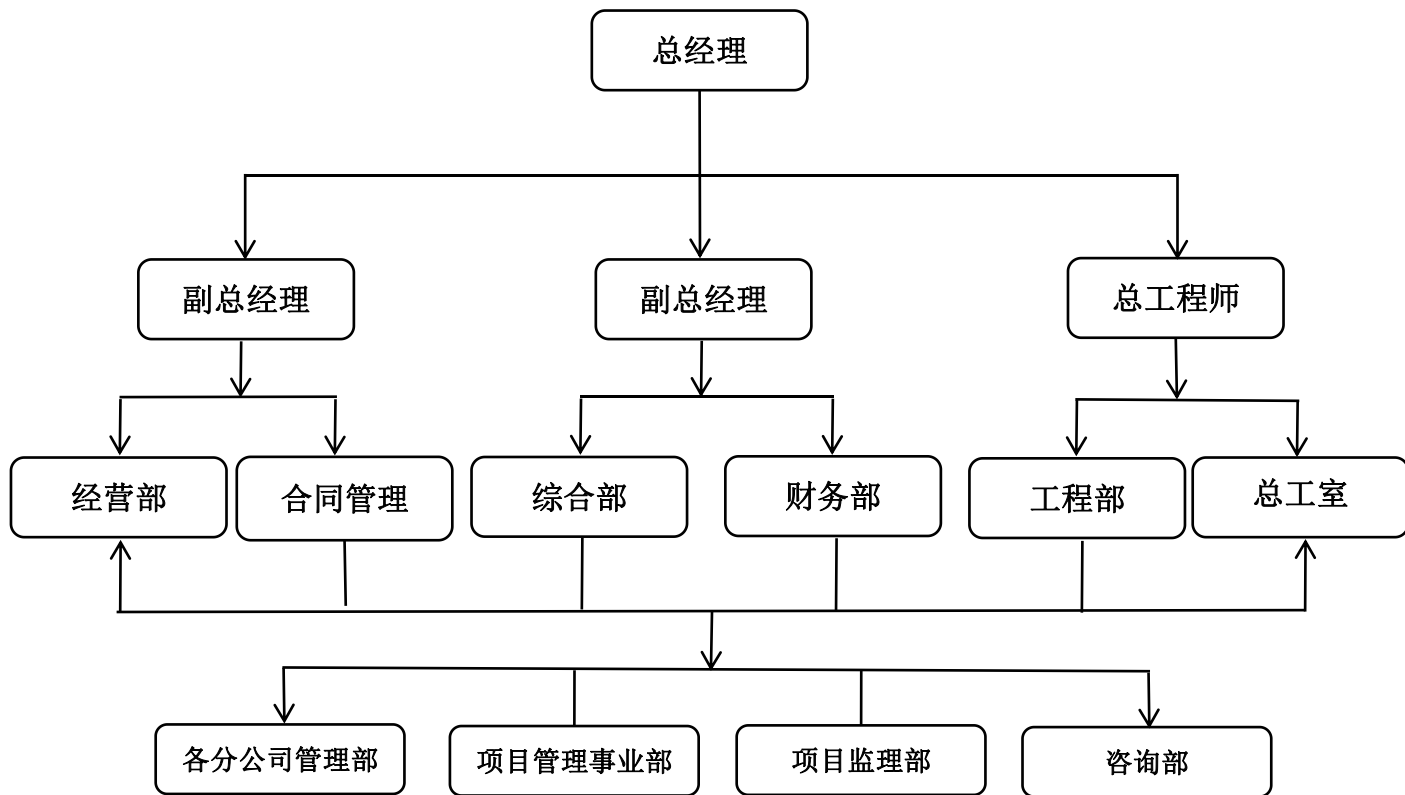 总经理
副总经理
副总经理
总工程师
经营部
合同管理
综合部
财务部
工程部
总工室
各分公司管理部
项目管理事业部
项目监理部
咨询部